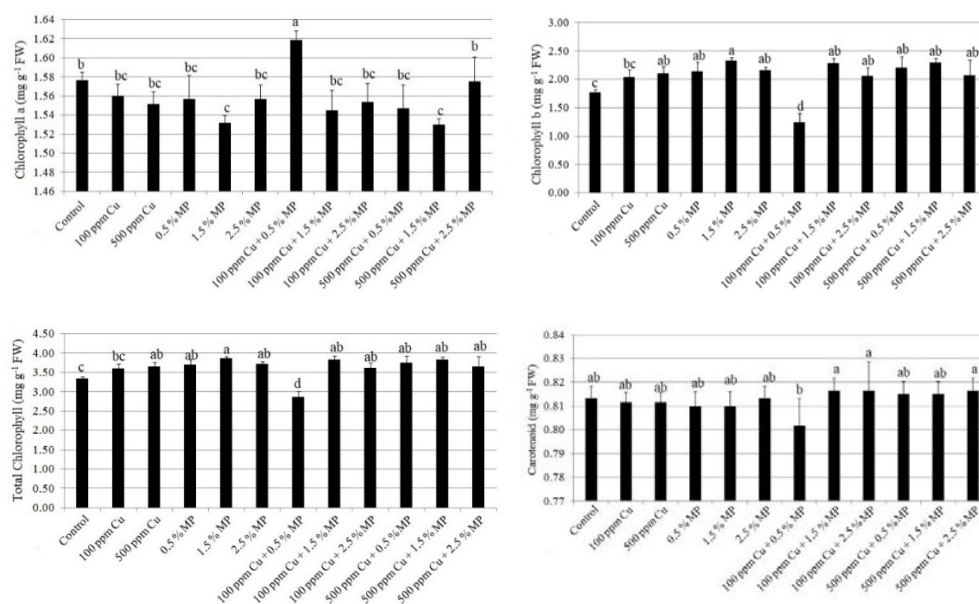 Chlorophyll a (mg g⁻¹ FW)
1.64
1.62
1.60
1.58
1.56
1.54
1.52
1.50
1.48
1.46
b
bc
bc
bc
c
bc
a
bc
bc
bc
c
b
Control
100 ppm Cu
500 ppm Cu
0.5 % MP
1.5 % MP
2.5 % MP
100 ppm Cu + 0.5 % MP
100 ppm Cu + 1.5 % MP
100 ppm Cu + 2.5 % MP
500 ppm Cu + 0.5 % MP
500 ppm Cu + 1.5 % MP
500 ppm Cu + 2.5 % MP
Chlorophyll b (mg g⁻¹ FW)
3.00
2.50
2.00
1.50
1.00
0.50
0.00
c
bc
ab
ab
a
ab
d
ab
ab
ab
ab
ab
Control
100 ppm Cu
500 ppm Cu
0.5 % MP
1.5 % MP
2.5 % MP
100 ppm Cu + 0.5 % MP
100 ppm Cu + 1.5 % MP
100 ppm Cu + 2.5 % MP
500 ppm Cu + 0.5 % MP
500 ppm Cu + 1.5 % MP
500 ppm Cu + 2.5 % MP
Total Chlorophyll (mg g⁻¹ FW)
4.50
4.00
3.50
3.00
2.50
2.00
1.50
1.00
0.50
0.00
c
bc
ab
ab
a
ab
d
ab
ab
ab
ab
ab
Control
100 ppm Cu
500 ppm Cu
0.5 % MP
1.5 % MP
2.5 % MP
100 ppm Cu + 0.5 % MP
100 ppm Cu + 1.5 % MP
100 ppm Cu + 2.5 % MP
500 ppm Cu + 0.5 % MP
500 ppm Cu + 1.5 % MP
500 ppm Cu + 2.5 % MP
Carotenoid (mg g⁻¹ FW)
0.84
0.83
0.82
0.81
0.80
0.79
0.78
0.77
ab
ab
ab
ab
ab
ab
b
a
a
ab
ab
a
Control
100 ppm Cu
500 ppm Cu
0.5 % MP
1.5 % MP
2.5 % MP
100 ppm Cu + 0.5 % MP
100 ppm Cu + 1.5 % MP
100 ppm Cu + 2.5 % MP
500 ppm Cu + 0.5 % MP
500 ppm Cu + 1.5 % MP
500 ppm Cu + 2.5 % MP